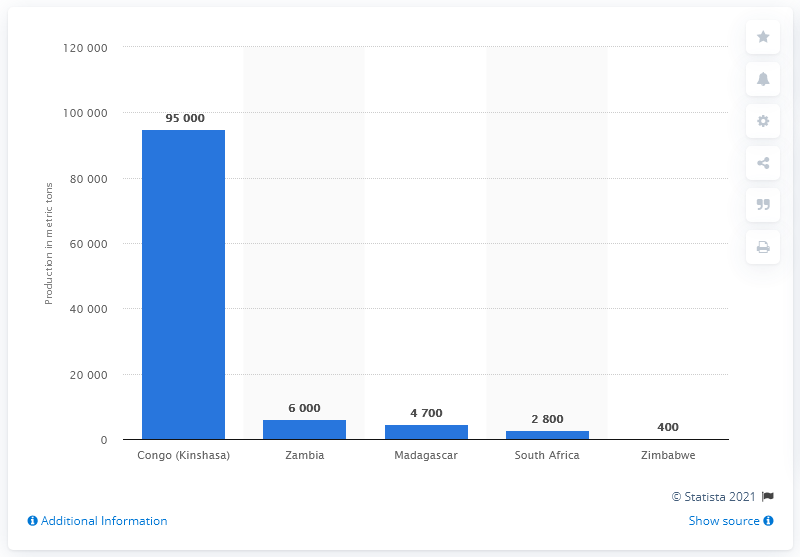 120 000
100 000
80 000
60 000
40 000
20 000
0
Production in metric tons
95 000
6 000
4 700
2 800
400
Congo (Kinshasa)
Zambia
Madagascar
South Africa
Zimbabwe
© Statista 2021
Additional Information
Show source